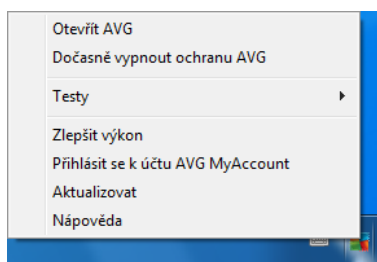 Otevřít AVG
Dočasně vypnout ochranu AVG
Testy
Zlepšit výkon
Přihlásit se k účtu AVG MyAccount
Aktualizovat
Nápověda